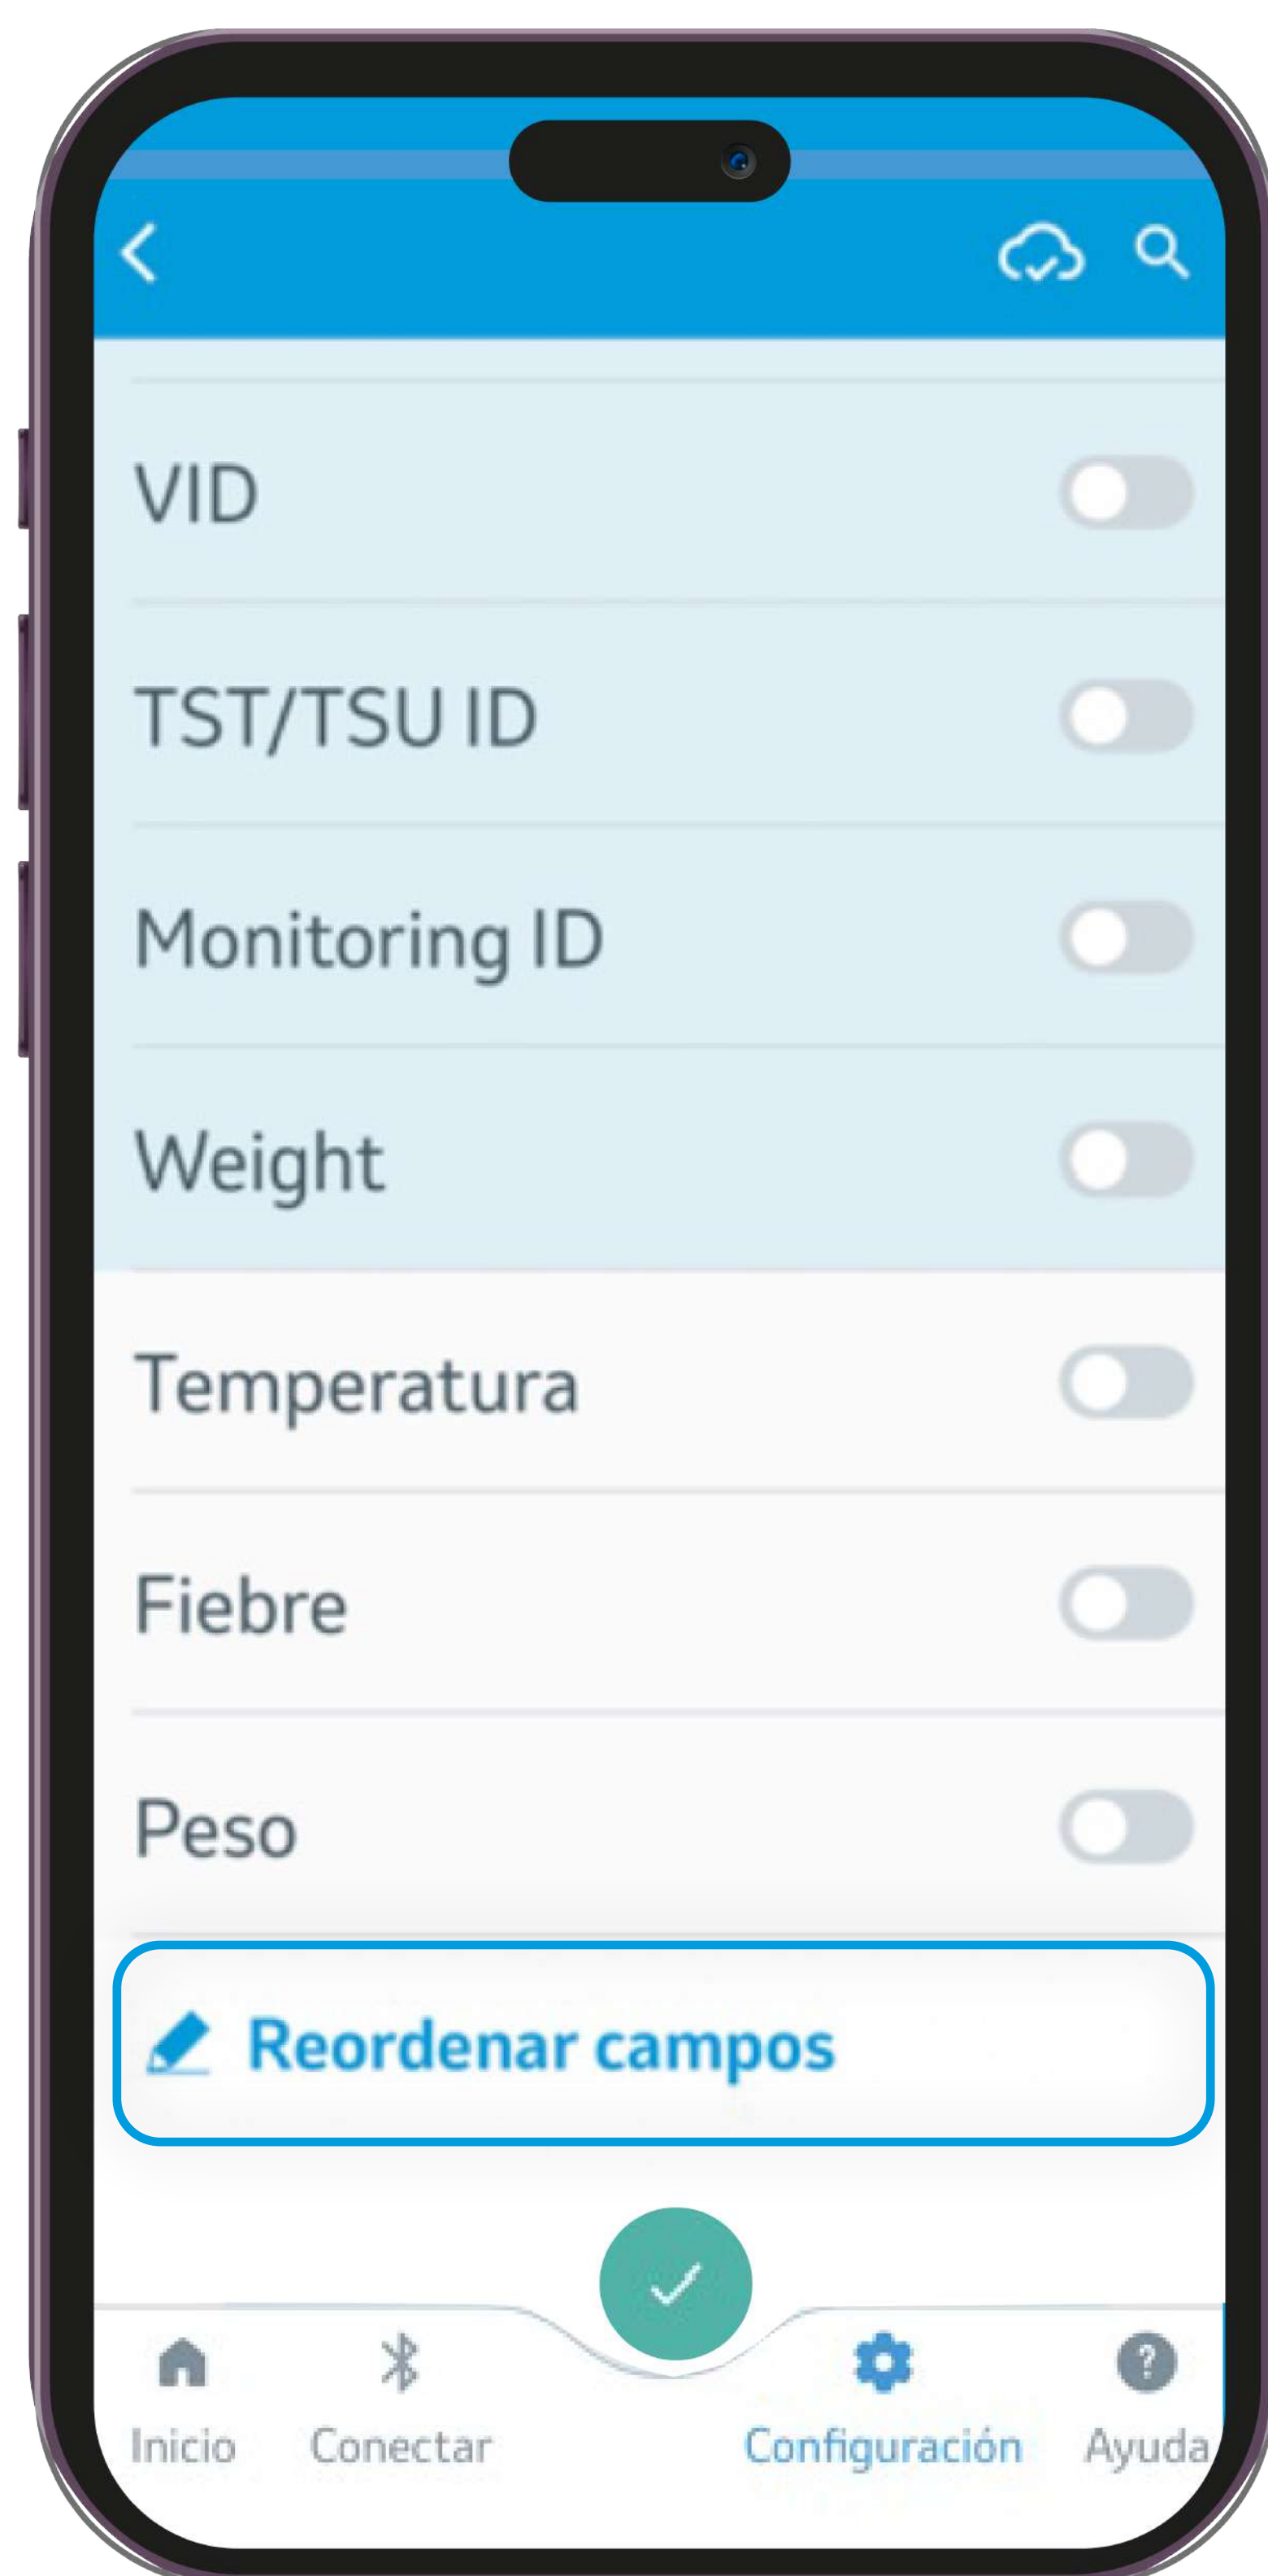 VID
TST/TSU ID
Monitoring ID
Weight
Temperatura
Fiebre
Peso
Reordenar campos
Inicio
Conectar
Configuración
Ayuda